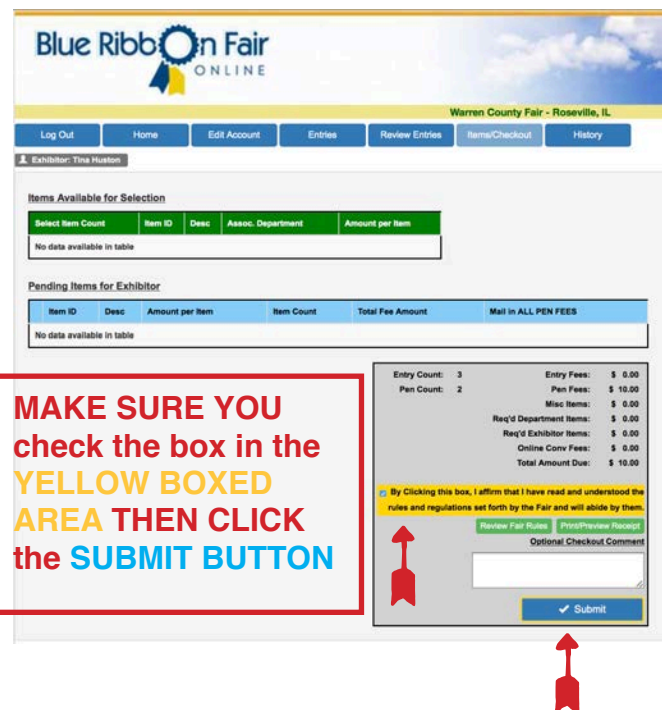 Blue Ribbon Fair
ONLINE
Warren County Fair - Roseville, IL
Log Out Home Edit Account Entries Review Entries Items/Checkout History
Exhibitor: Tina Huston
Items Available for Selection
Select Item Count Item ID Desc Assoc. Department Amount per Item
No data available in table
Pending Items for Exhibitor
Item ID Desc Amount per Item Item Count Total Fee Amount Mail in ALL PEN FEES
No data available in table
Entry Count: 3 Entry Fees: $ 0.00
Pen Count: 2 Pen Fees: $ 10.00
Misc Items: $ 0.00
Req'd Department Items: $ 0.00
Req'd Exhibitor Items: $ 0.00
Online Conv Fees: $ 0.00
Total Amount Due: $ 10.00
MAKE SURE YOU
check the box in the
YELLOW BOXED
AREA THEN CLICK
the SUBMIT BUTTON
By Clicking this box, I affirm that I have read and understood the
rules and regulations set forth by the Fair and will abide by them.
Review Fair Rules Print/Preview Receipt
Optional Checkout Comment
Submit